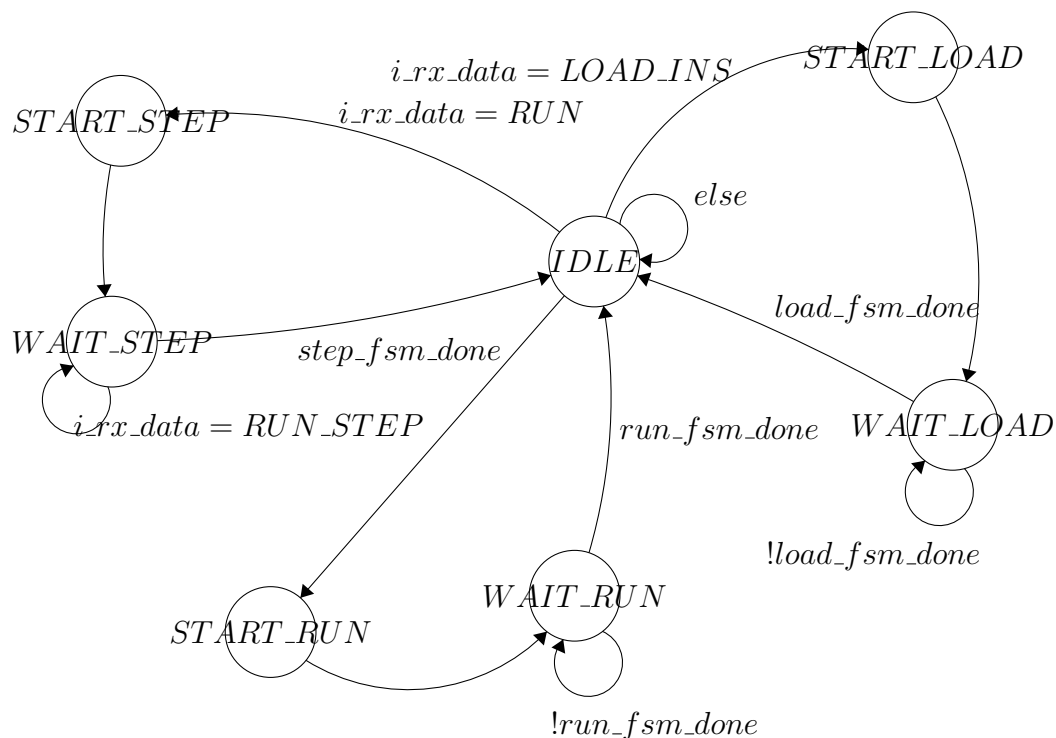 START_LOAD
i_rx_data = LOAD_INS
i_rx_data = RUN
START_STEP
else
IDLE
load_fsm_done
WAIT_STEP
step_fsm_done
i_rx_data = RUN_STEP
run_fsm_done
WAIT_LOAD
!load_fsm_done
WAIT_RUN
START_RUN
!run_fsm_done